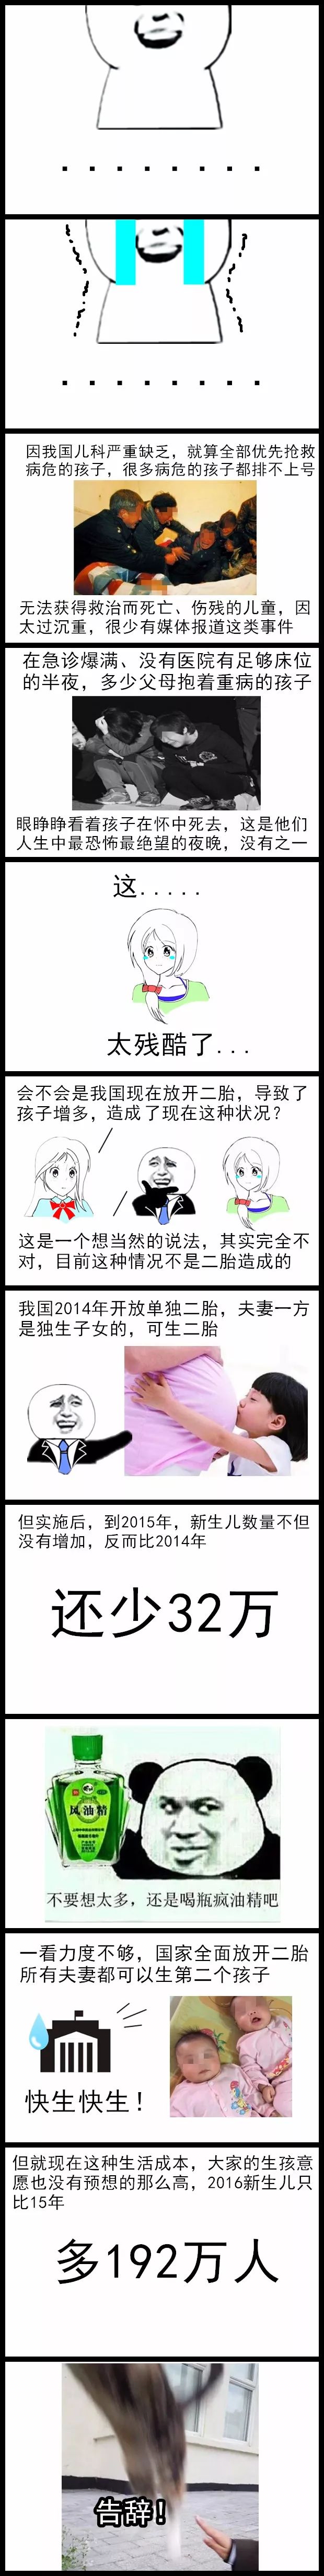 ........
........
因我国儿科严重缺乏，就算全部优先抢救
病危的孩子，很多病危的孩子都排不上号
无法获得救治而死亡、伤残的儿童，因
太过沉重，很少有媒体报道这类事件
在急诊爆满、没有医院有足够床位
的半夜，多少父母抱着重病的孩子
眼睁睁看着孩子在怀中死去，这是他们
人生中最恐怖最绝望的夜晚，没有之一
这.....
太残酷了...
会不会是我国现在放开二胎，导致了
孩子增多，造成了现在这种状况？
这是一个想当然的说法，其实完全不
对，目前这种情况不是二胎造成的
我国2014年开放单独二胎，夫妻一方
是独生子女的，可生二胎
但实施后，到2015年，新生儿数量不但
没有增加，反而比2014年
还少32万
风油精
不要想太多，还是喝瓶疯油精吧
一看力度不够，国家全面放开二胎
所有夫妻都可以生第二个孩子
快生快生！
但就现在这种生活成本，大家的生孩意
愿也没有预想的那么高，2016新生儿只
比15年
多192万人
告辞！